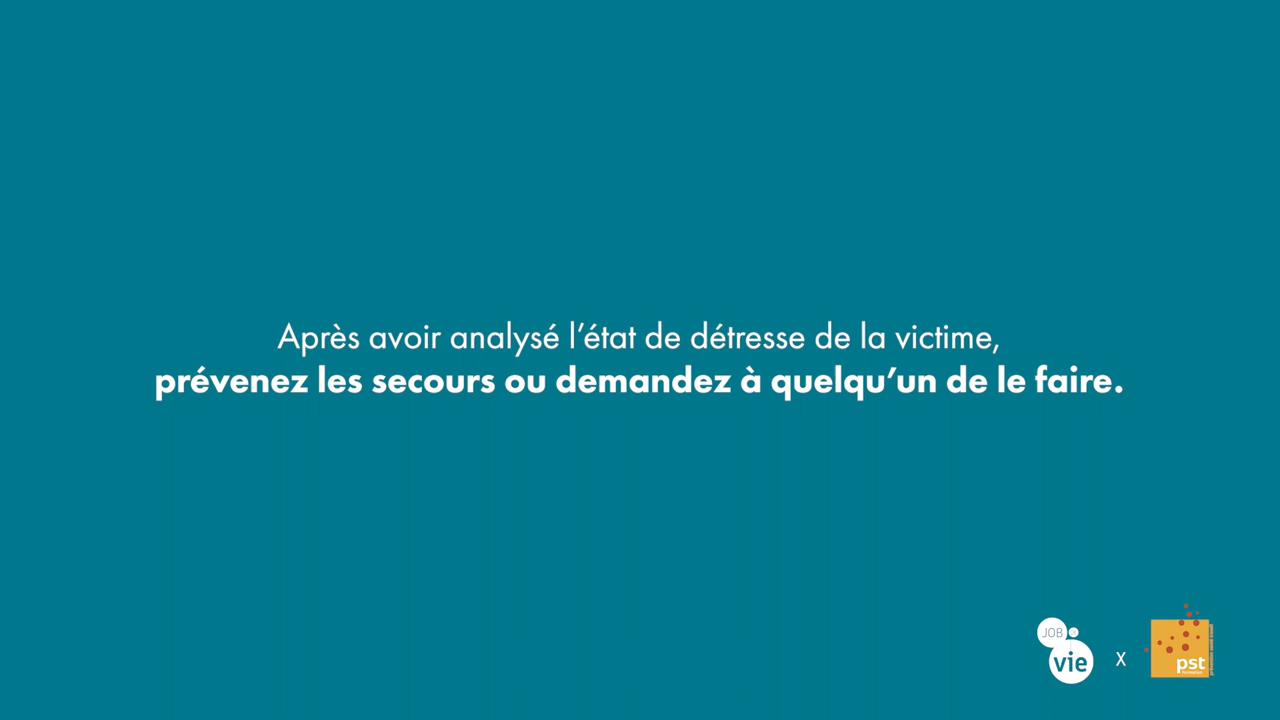 Après avoir analysé l’état de détresse de la victime,
prévenez les secours ou demandez à quelqu’un de le faire.
JOB
vie
X
pst
formation